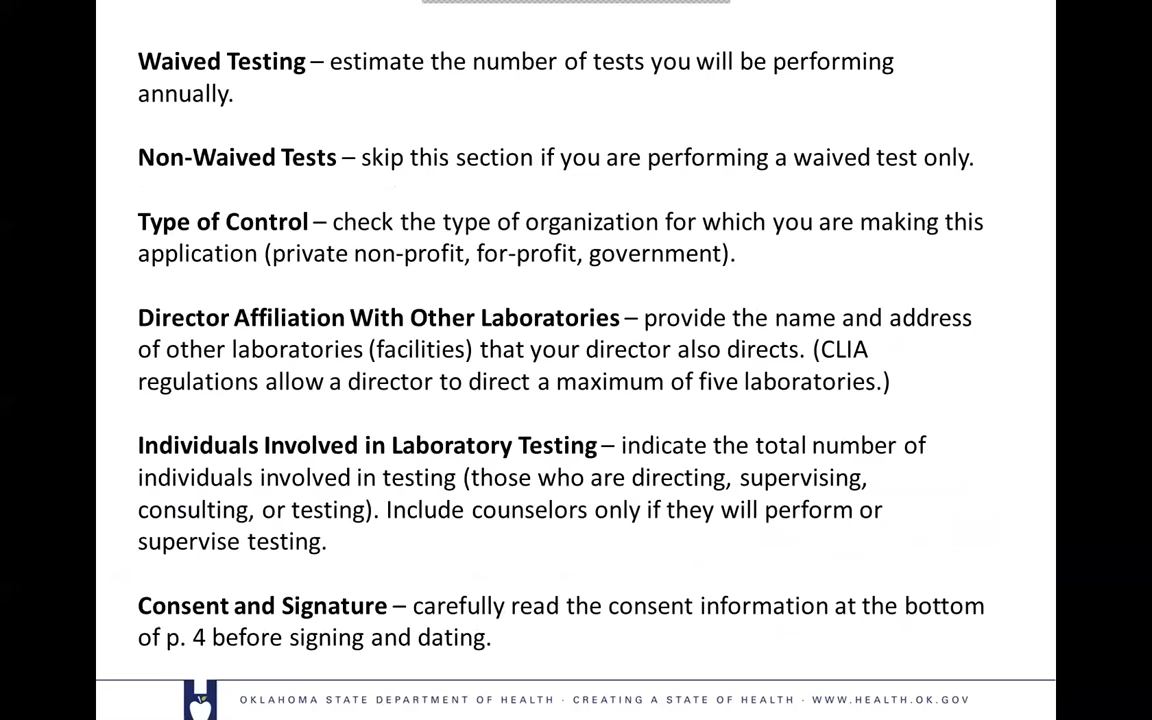 Waived Testing – estimate the number of tests you will be performing
annually.
Non-Waived Tests – skip this section if you are performing a waived test only.
Type of Control – check the type of organization for which you are making this
application (private non-profit, for-profit, government).
Director Affiliation With Other Laboratories – provide the name and address
of other laboratories (facilities) that your director also directs. (CLIA
regulations allow a director to direct a maximum of five laboratories.)
Individuals Involved in Laboratory Testing – indicate the total number of
individuals involved in testing (those who are directing, supervising,
consulting, or testing). Include counselors only if they will perform or
supervise testing.
Consent and Signature – carefully read the consent information at the bottom
of p. 4 before signing and dating.
OKLAHOMA STATE DEPARTMENT OF HEALTH · CREATING A STATE OF HEALTH · WWW.HEALTH.OK.GOV